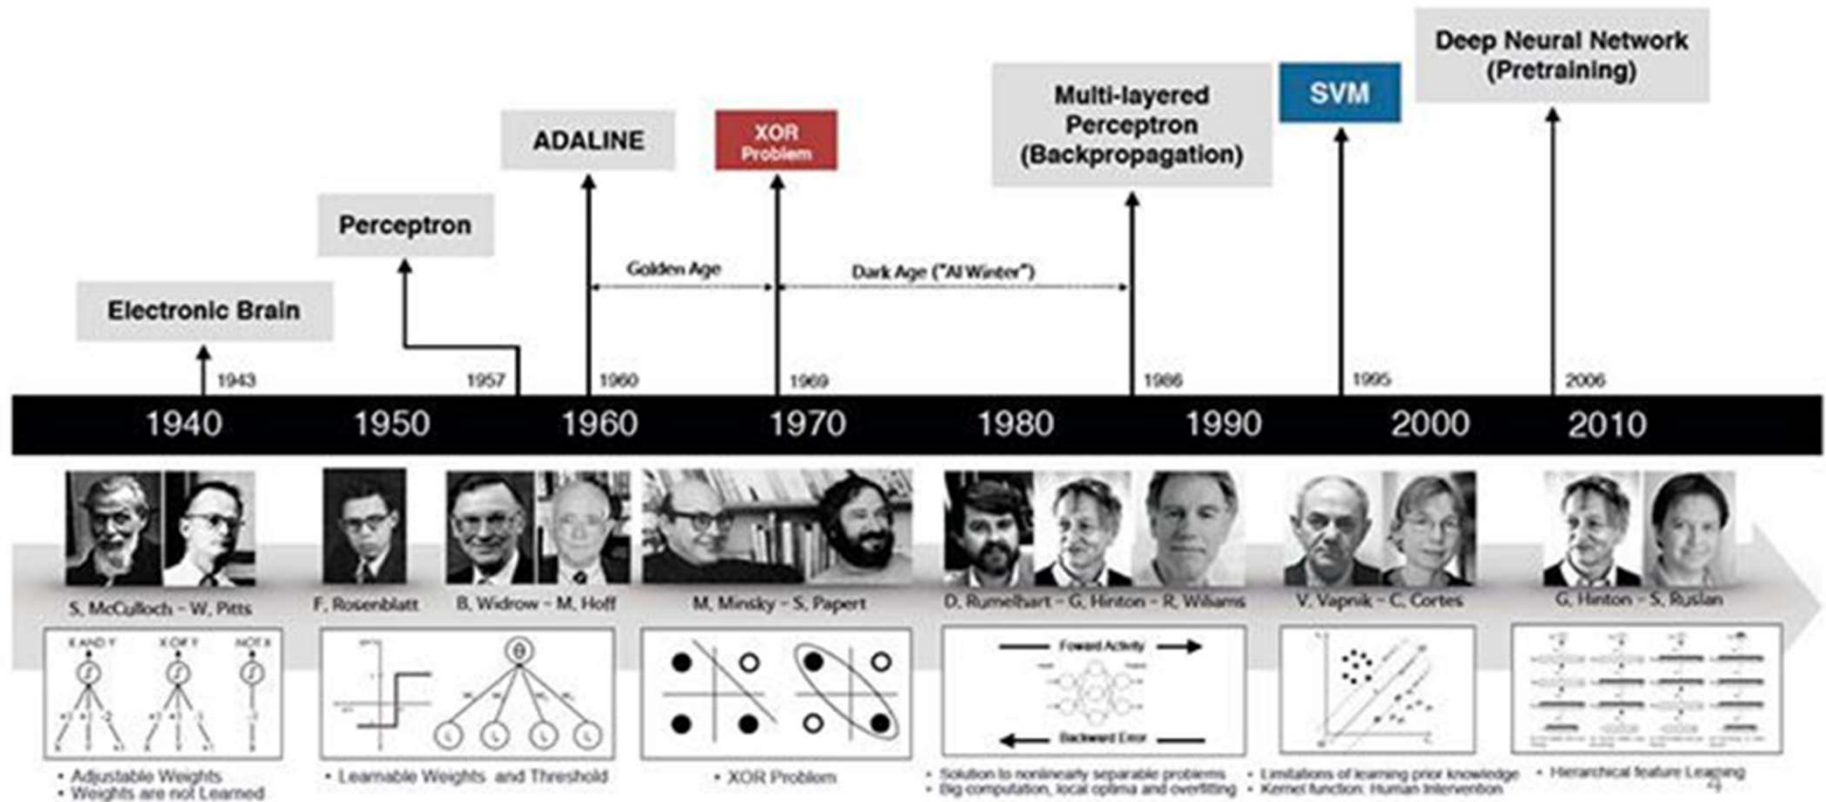 Deep Neural Network
(Pretraining)
Multi-layered
Perceptron
(Backpropagation)
SVM
ADALINE
XOR
Problem
Perceptron
Golden Age
Dark Age ("AI Winter")
Electronic Brain
1943
1957
1960
1969
1986
1995
2006
1940 1950 1960 1970 1980 1990 2000 2010
S. McCulloch - W. Pitts
F. Rosenblatt
B. Widrow - M. Hoff
M. Minsky - S. Papert
D. Rumelhart - G. Hinton - R. Wiliams
V. Vapnik - C. Cortes
G. Hinton - S. Ruslan
X AND Y
X OR Y
NOT X
Foward Activity
Backward Error
• Adjustable Weights
• Weights are not Learned
• Learnable Weights and Threshold
• XOR Problem
• Solution to nonlinearly separable problems
• Big computation, local optima and overfitting
• Limitations of learning prior knowledge
• Kernel function: Human Intervention
• Hierarchical feature Learning